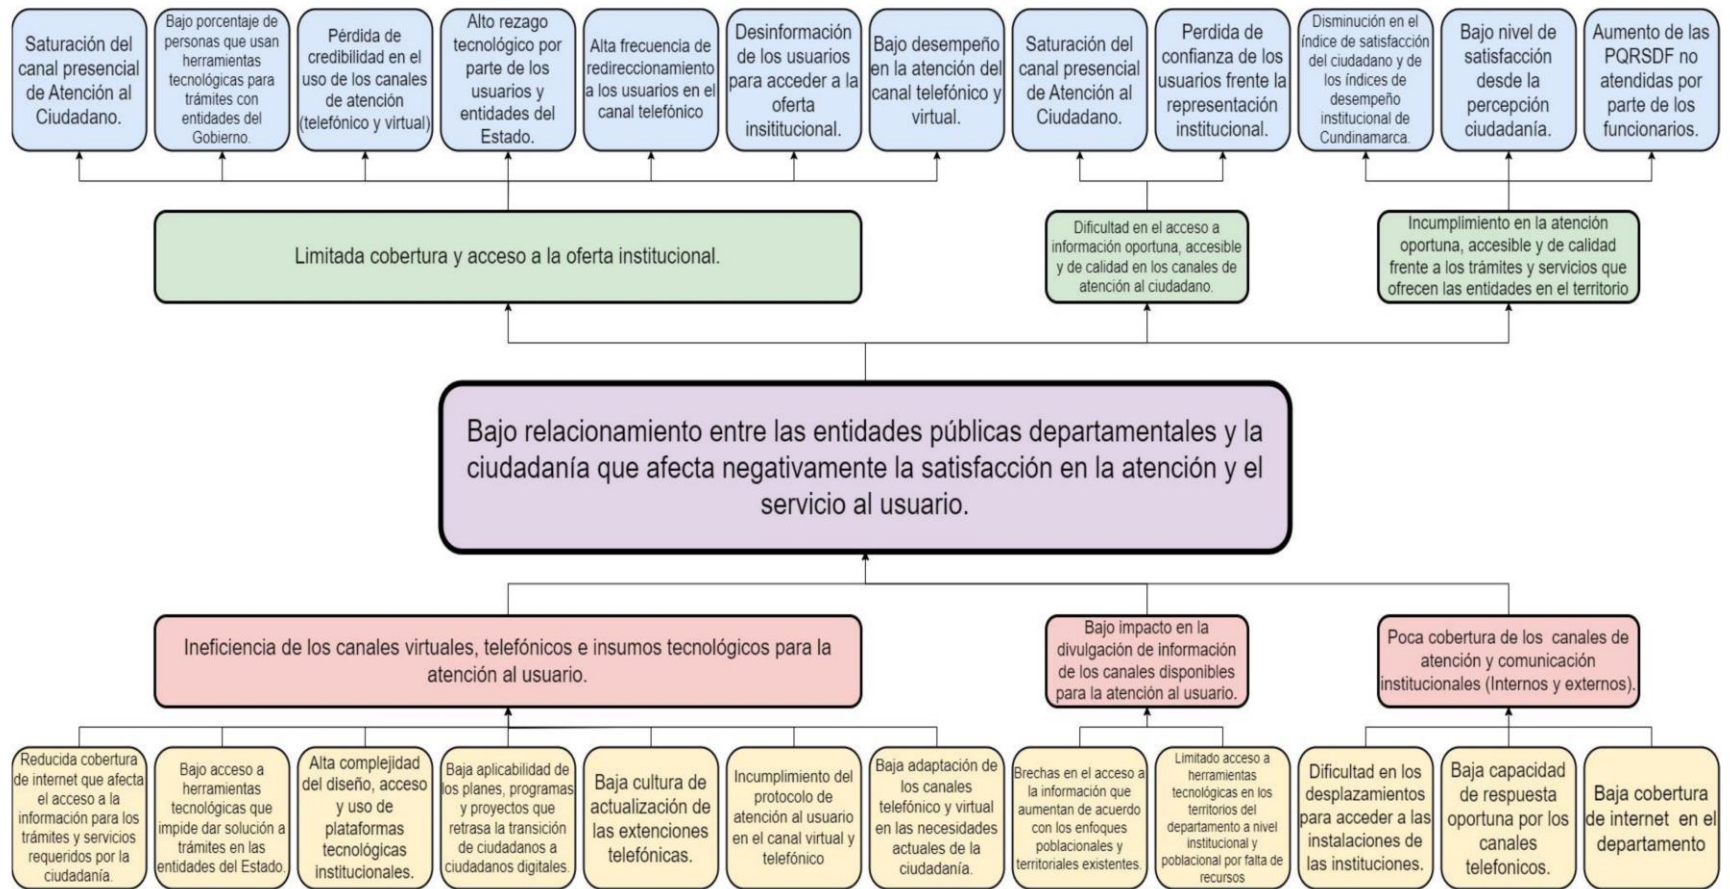 Saturación del
canal presencial
de Atención al
Ciudadano.
Bajo porcentaje de
personas que usan
herramientas
tecnológicas para
trámites con
entidades del
Gobierno.
Pérdida de
credibilidad en el
uso de los canales
de atención
(telefónico y virtual)
Alto rezago
tecnológico por
parte de los
usuarios y
entidades del
Estado.
Alta frecuencia de
redireccionamiento
a los usuarios en el
canal telefónico
Desinformación
de los usuarios
para acceder a la
oferta
insititucional.
Bajo desempeño
en la atención del
canal telefónico y
virtual.
Saturación del
canal presencial
de Atención al
Ciudadano.
Perdida de
confianza de los
usuarios frente la
representación
institucional.
Disminución en el
índice de satisfacción
del ciudadano y de
los índices de
desempeño
institucional de
Cundinamarca.
Bajo nivel de
satisfacción
desde la
percepción
ciudadanía.
Aumento de las
PQRSDF no
atendidas por
parte de los
funcionarios.
Limitada cobertura y acceso a la oferta institucional.
Dificultad en el acceso a
información oportuna, accesible
y de calidad en los canales de
atención al ciudadano.
Incumplimiento en la atención
oportuna, accesible y de calidad
frente a los trámites y servicios que
ofrecen las entidades en el territorio
Bajo relacionamiento entre las entidades públicas departamentales y la
ciudadanía que afecta negativamente la satisfacción en la atención y el
servicio al usuario.
Ineficiencia de los canales virtuales, telefónicos e insumos tecnológicos para la
atención al usuario.
Bajo impacto en la
divulgación de información
de los canales disponibles
para la atención al usuario.
Poca cobertura de los canales de
atención y comunicación
institucionales (Internos y externos).
Reducida cobertura
de internet que afecta
el acceso a la
información para los
trámites y servicios
requeridos por la
ciudadanía.
Bajo acceso a
herramientas
tecnológicas que
impide dar solución a
trámites en las
entidades del Estado.
Alta complejidad
del diseño, acceso
y uso de
plataformas
tecnológicas
institucionales.
Baja aplicabilidad de
los planes, programas
y proyectos que
retrasa la transición
de ciudadanos a
ciudadanos digitales.
Baja cultura de
actualización de
las extenciones
telefónicas.
Incumplimiento del
protocolo de
atención al usuario
en el canal virtual y
telefónico
Baja adaptación de
los canales
telefónico y virtual
en las necesidades
actuales de la
ciudadanía.
Brechas en el acceso a
la información que
aumentan de acuerdo
con los enfoques
poblacionales y
territoriales existentes.
Limitado acceso a
herramientas
tecnológicas en los
territorios del
departamento a nivel
institucional y
poblacional por falta de
recursos
Dificultad en los
desplazamientos
para acceder a las
instalaciones de
las instituciones.
Baja capacidad
de respuesta
oportuna por los
canales
telefonicos.
Baja cobertura
de internet en el
departamento